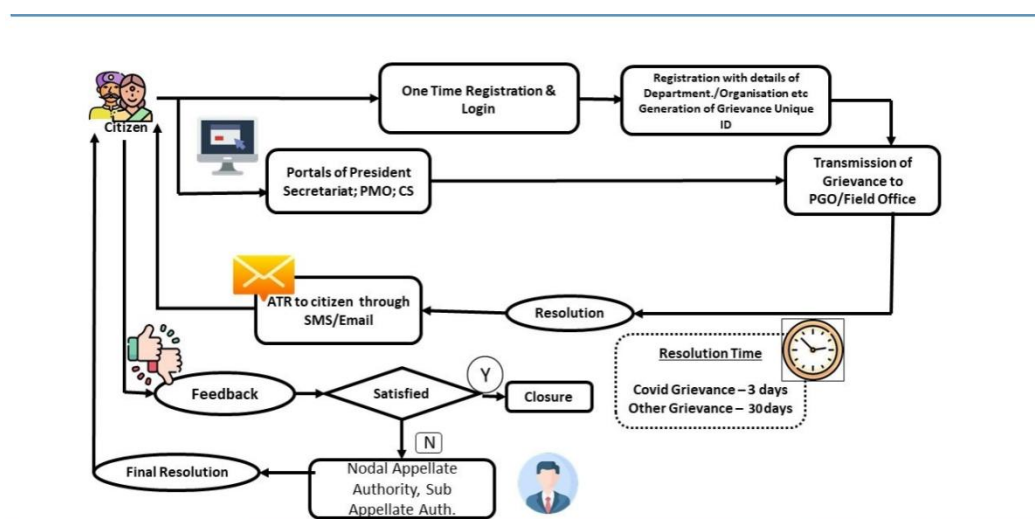 Citizen
One Time Registration &
Login
Registration with details of
Department./Organisation etc
Generation of Grievance Unique
ID
Portals of President
Secretariat; PMO; CS
Transmission of
Grievance to
PGO/Field Office
ATR to citizen through
SMS/Email
Resolution
Resolution Time
Covid Grievance – 3 days
Other Grievance – 30days
Feedback
Satisfied
Y
Closure
N
Final Resolution
Nodal Appellate
Authority, Sub
Appellate Auth.